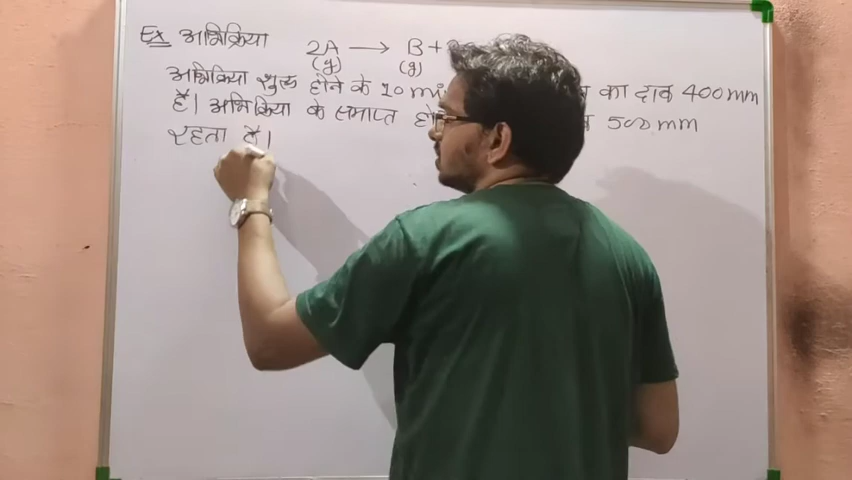 Ex. अभिक्रिया 2A → B +
(g) (g)
अभिक्रिया शुरू होने के 10 का दाब 400 mm
हैं। अभिक्रिया के समाप्त 500 mm
रहता हैं।